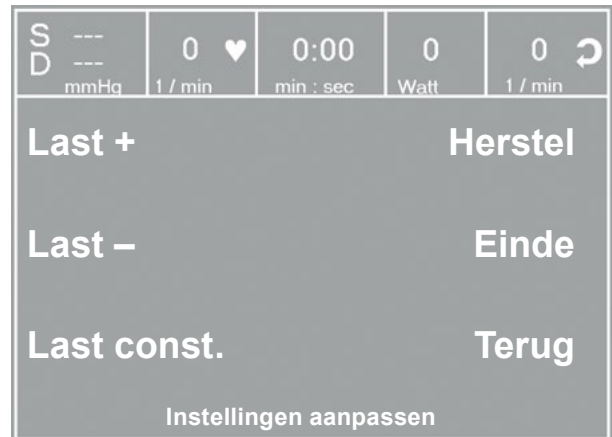 S --- 0 ♥ 0:00 0 0
D ---
mmHg 1 / min min : sec Watt 1 / min
Last + Herstel
Last – Einde
Last const. Terug
Instellingen aanpassen